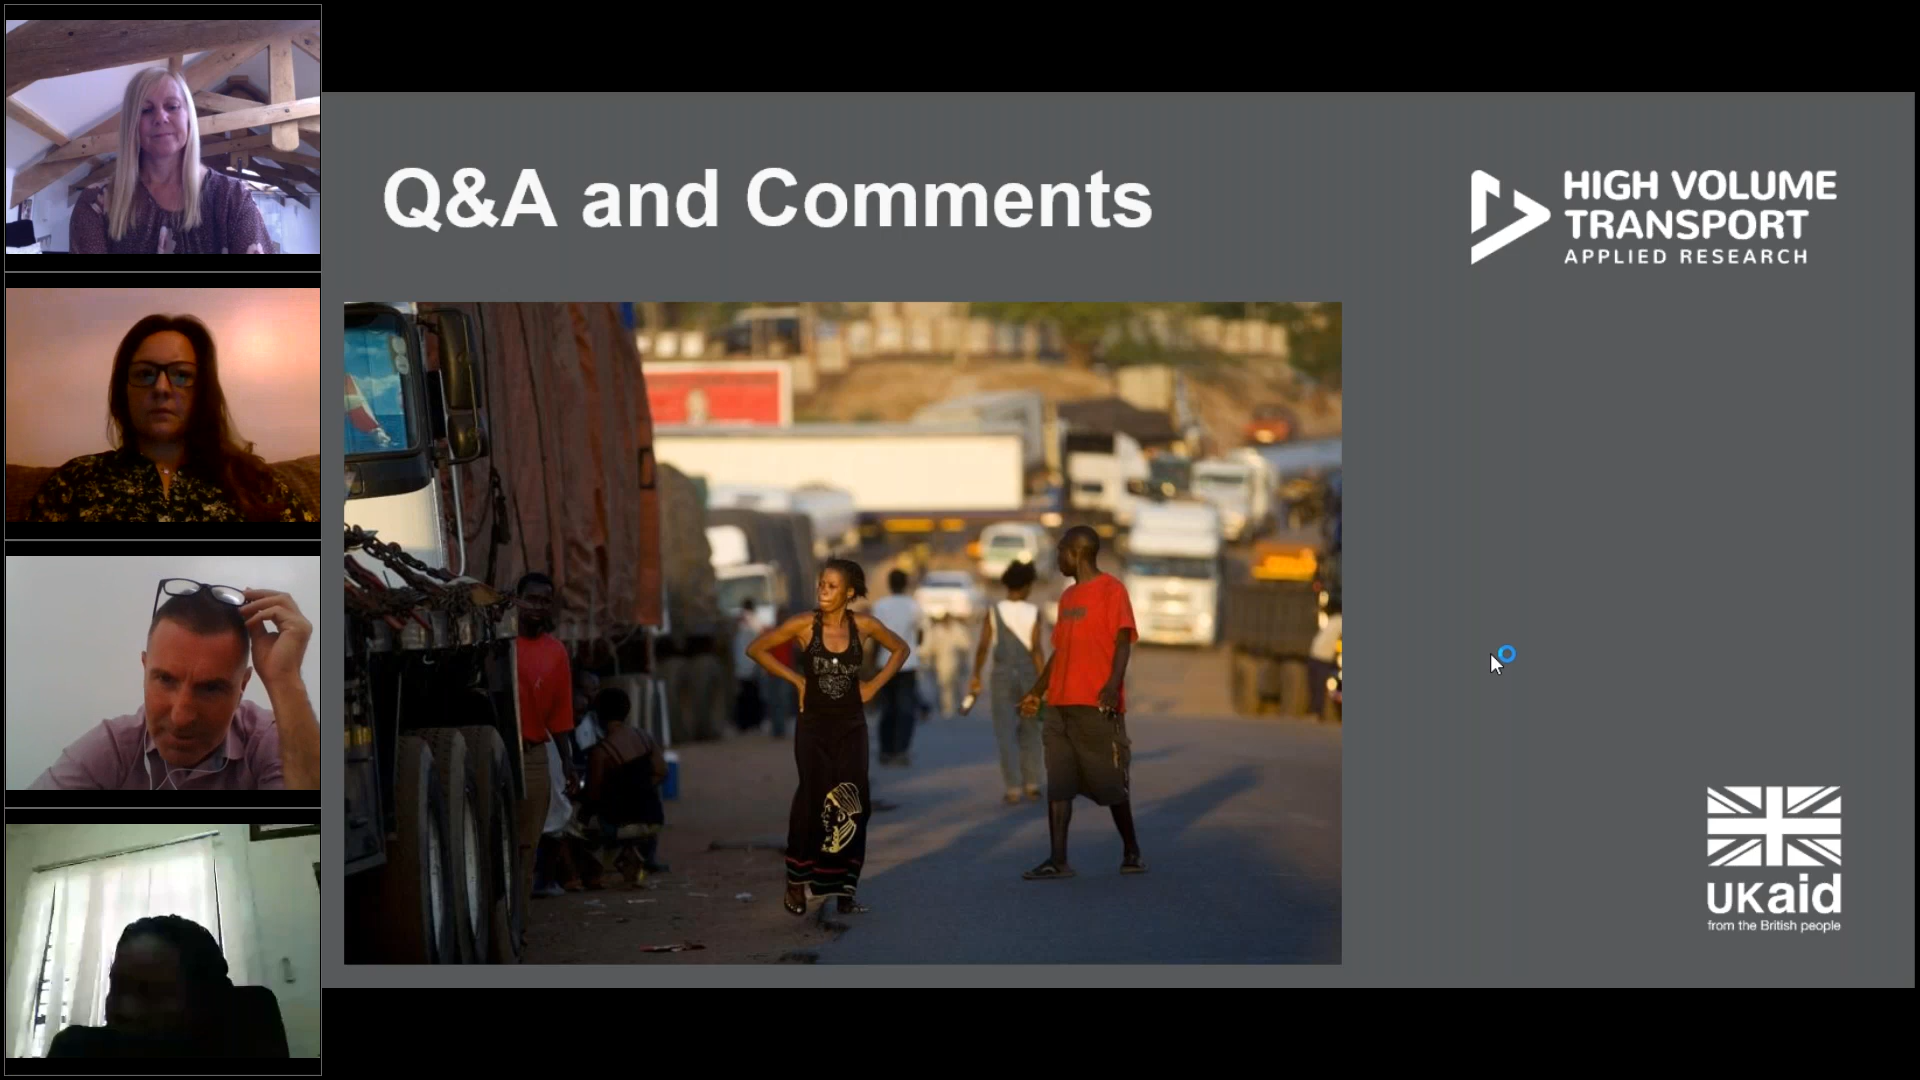 Q&A and Comments
HIGH VOLUME
TRANSPORT
APPLIED RESEARCH
UKaid
from the British people